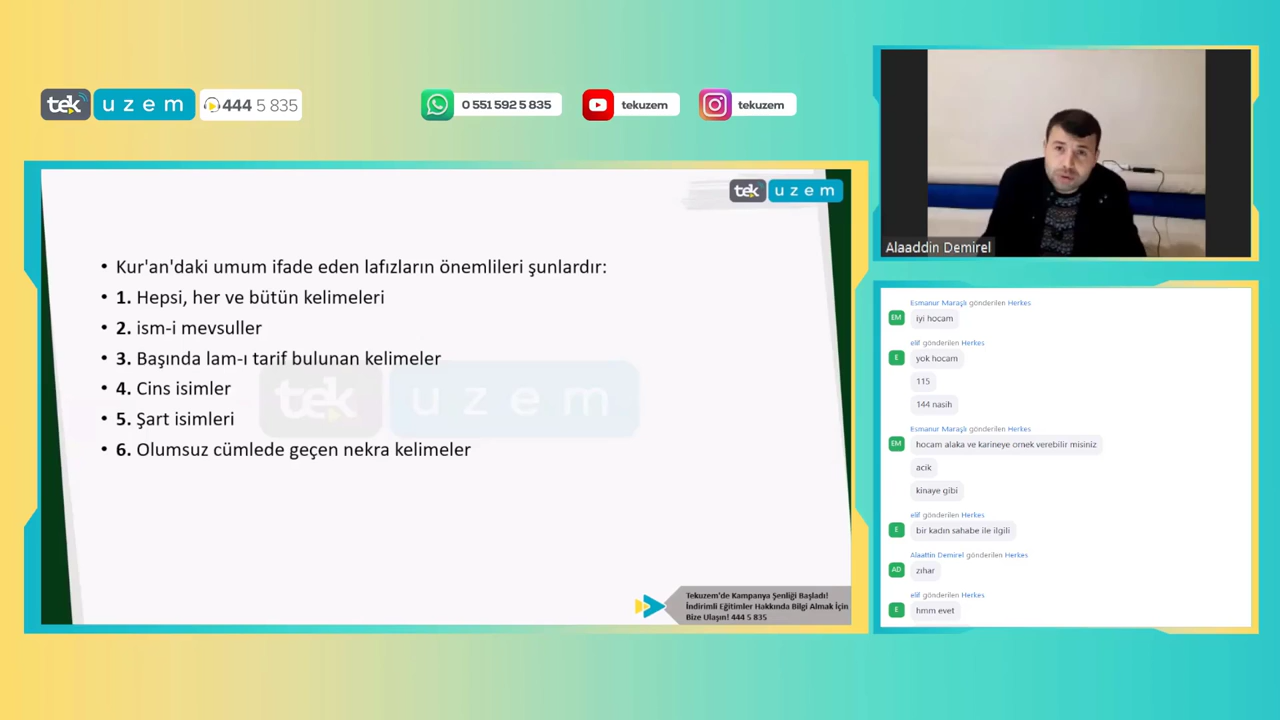 tek uzem 444 5 835
0 551 592 5 835
tekuzem
tekuzem
tek uzem
• Kur'an'daki umum ifade eden lafızların önemlileri şunlardır:
• 1. Hepsi, her ve bütün kelimeleri
• 2. ism-i mevsuller
• 3. Başında lam-ı tarif bulunan kelimeler
• 4. Cins isimler
• 5. Şart isimleri
• 6. Olumsuz cümlede geçen nekra kelimeler
tek uzem
Tekuzem'de Kampanya Şenliği Başladı!
İndirimli Eğitimler Hakkında Bilgi Almak İçin
Bize Ulaşın! 444 5 835
Alaaddin Demirel
Esmanur Maraşlı gönderilen Herkes
EM iyi hocam
elif gönderilen Herkes
E yok hocam
115
144 nasih
Esmanur Maraşlı gönderilen Herkes
EM hocam alaka ve karineye ornek verebilir misiniz
acik
kinaye gibi
elif gönderilen Herkes
E bir kadın sahabe ile ilgili
Alaattin Demirel gönderilen Herkes
AD zıhar
elif gönderilen Herkes
E hmm evet